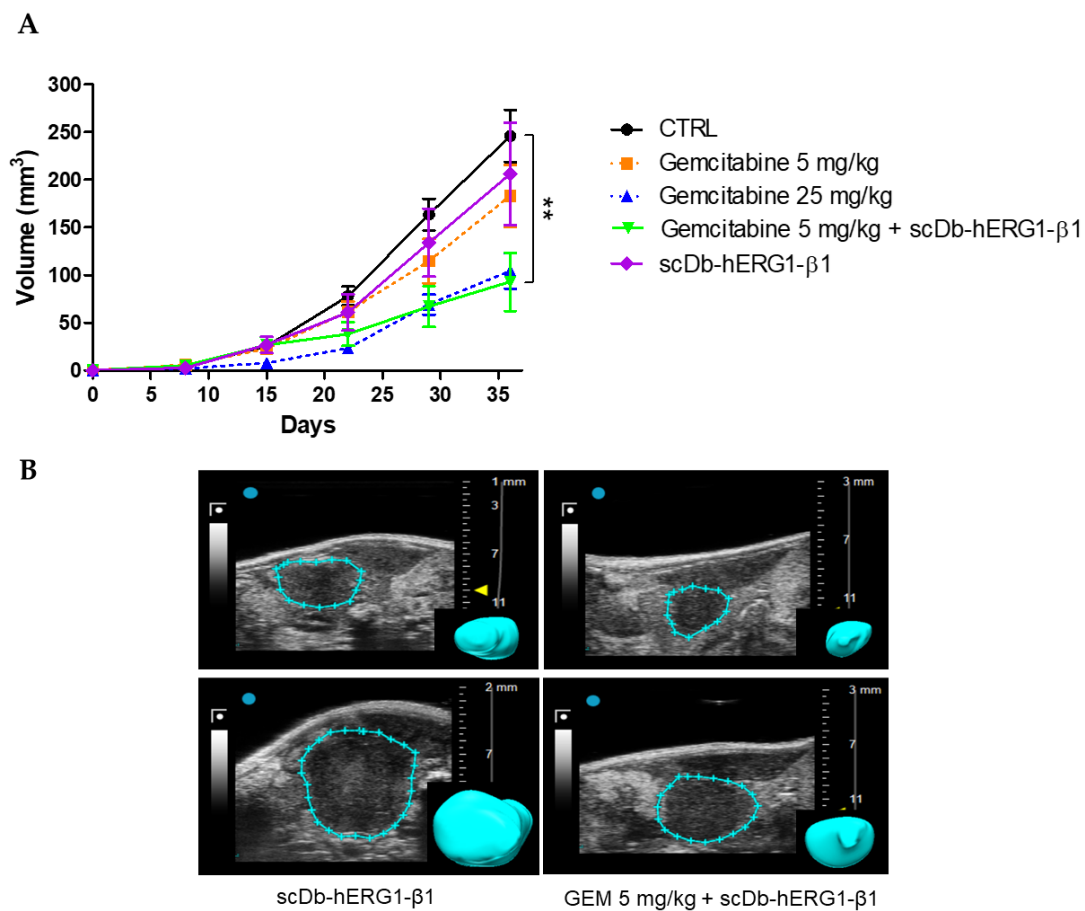 A
300
250
200
150
100
50
0
Volume (mm³)
0 5 10 15 20 25 30 35
Days
**
CTRL
Gemcitabine 5 mg/kg
Gemcitabine 25 mg/kg
Gemcitabine 5 mg/kg + scDb-hERG1-β1
scDb-hERG1-β1
B
1 mm
3
7
11
3 mm
7
11
2 mm
7
3 mm
7
11
scDb-hERG1-β1
GEM 5 mg/kg + scDb-hERG1-β1